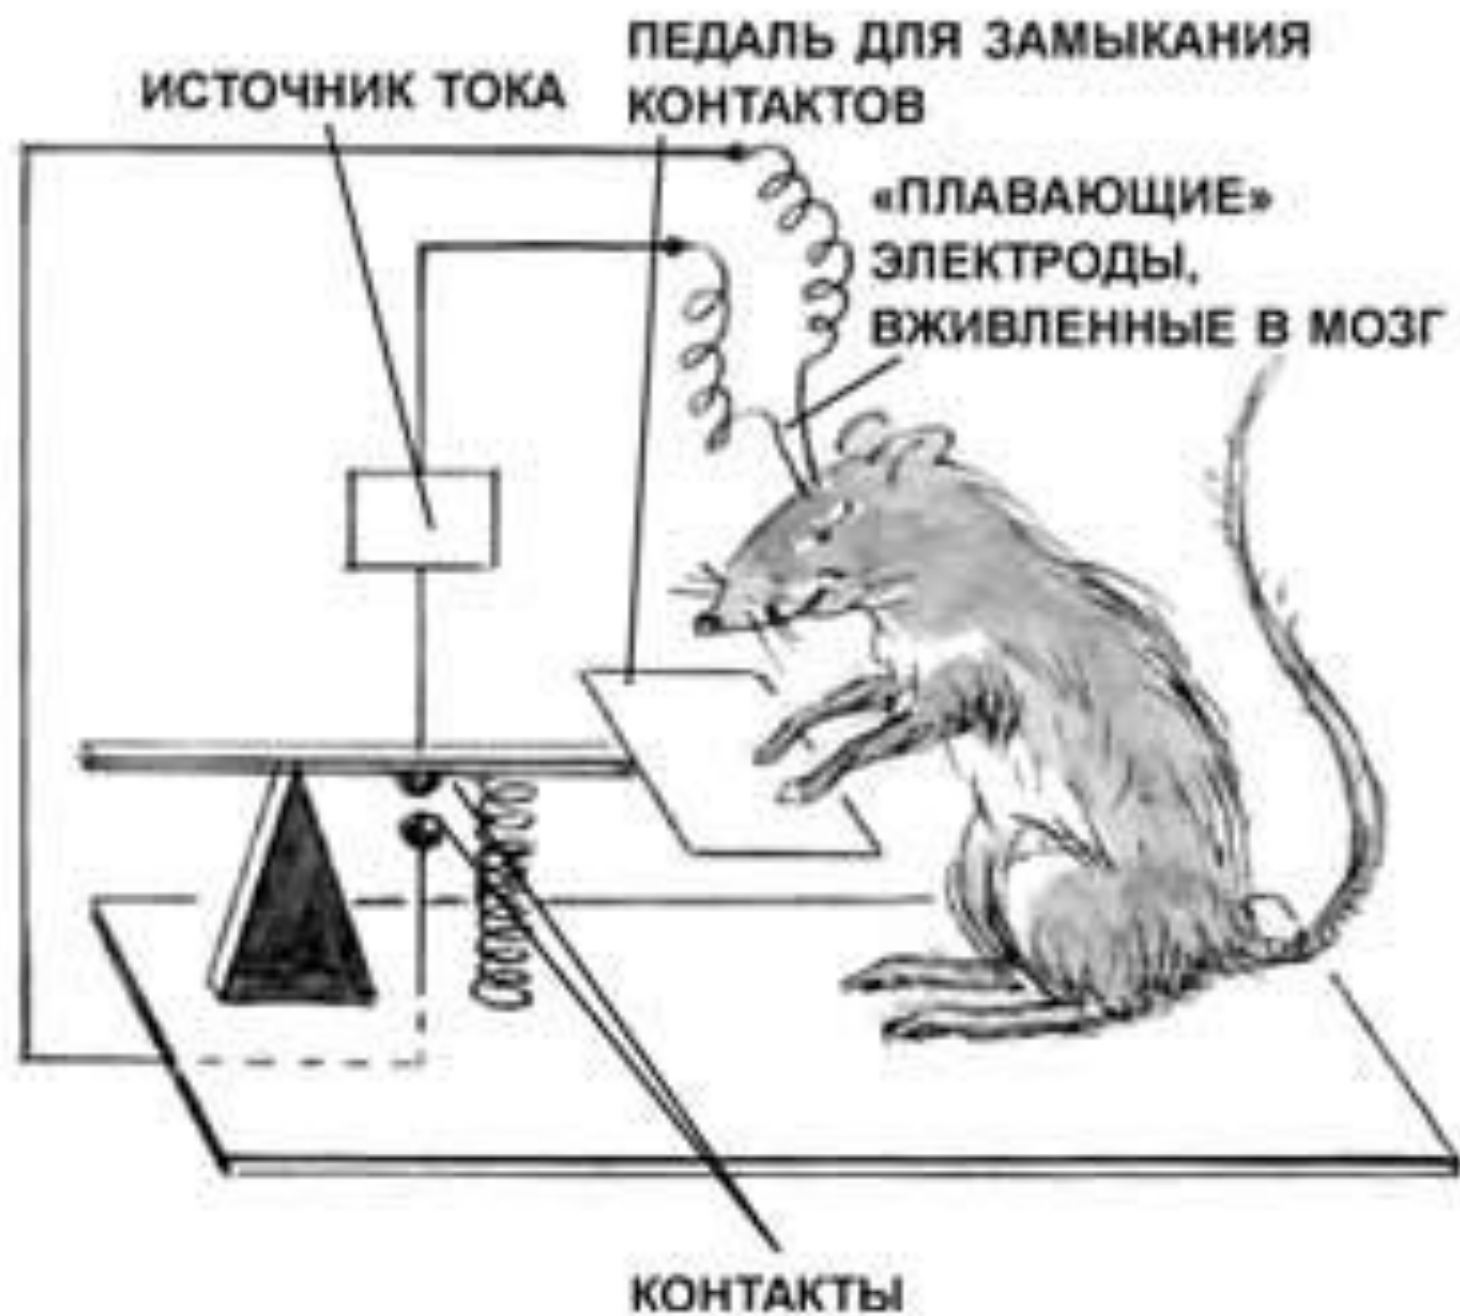 ПЕДАЛЬ ДЛЯ ЗАМЫКАНИЯ
КОНТАКТОВ
ИСТОЧНИК ТОКА
«ПЛАВАЮЩИЕ»
ЭЛЕКТРОДЫ,
ВЖИВЛЕННЫЕ В МОЗГ
КОНТАКТЫ